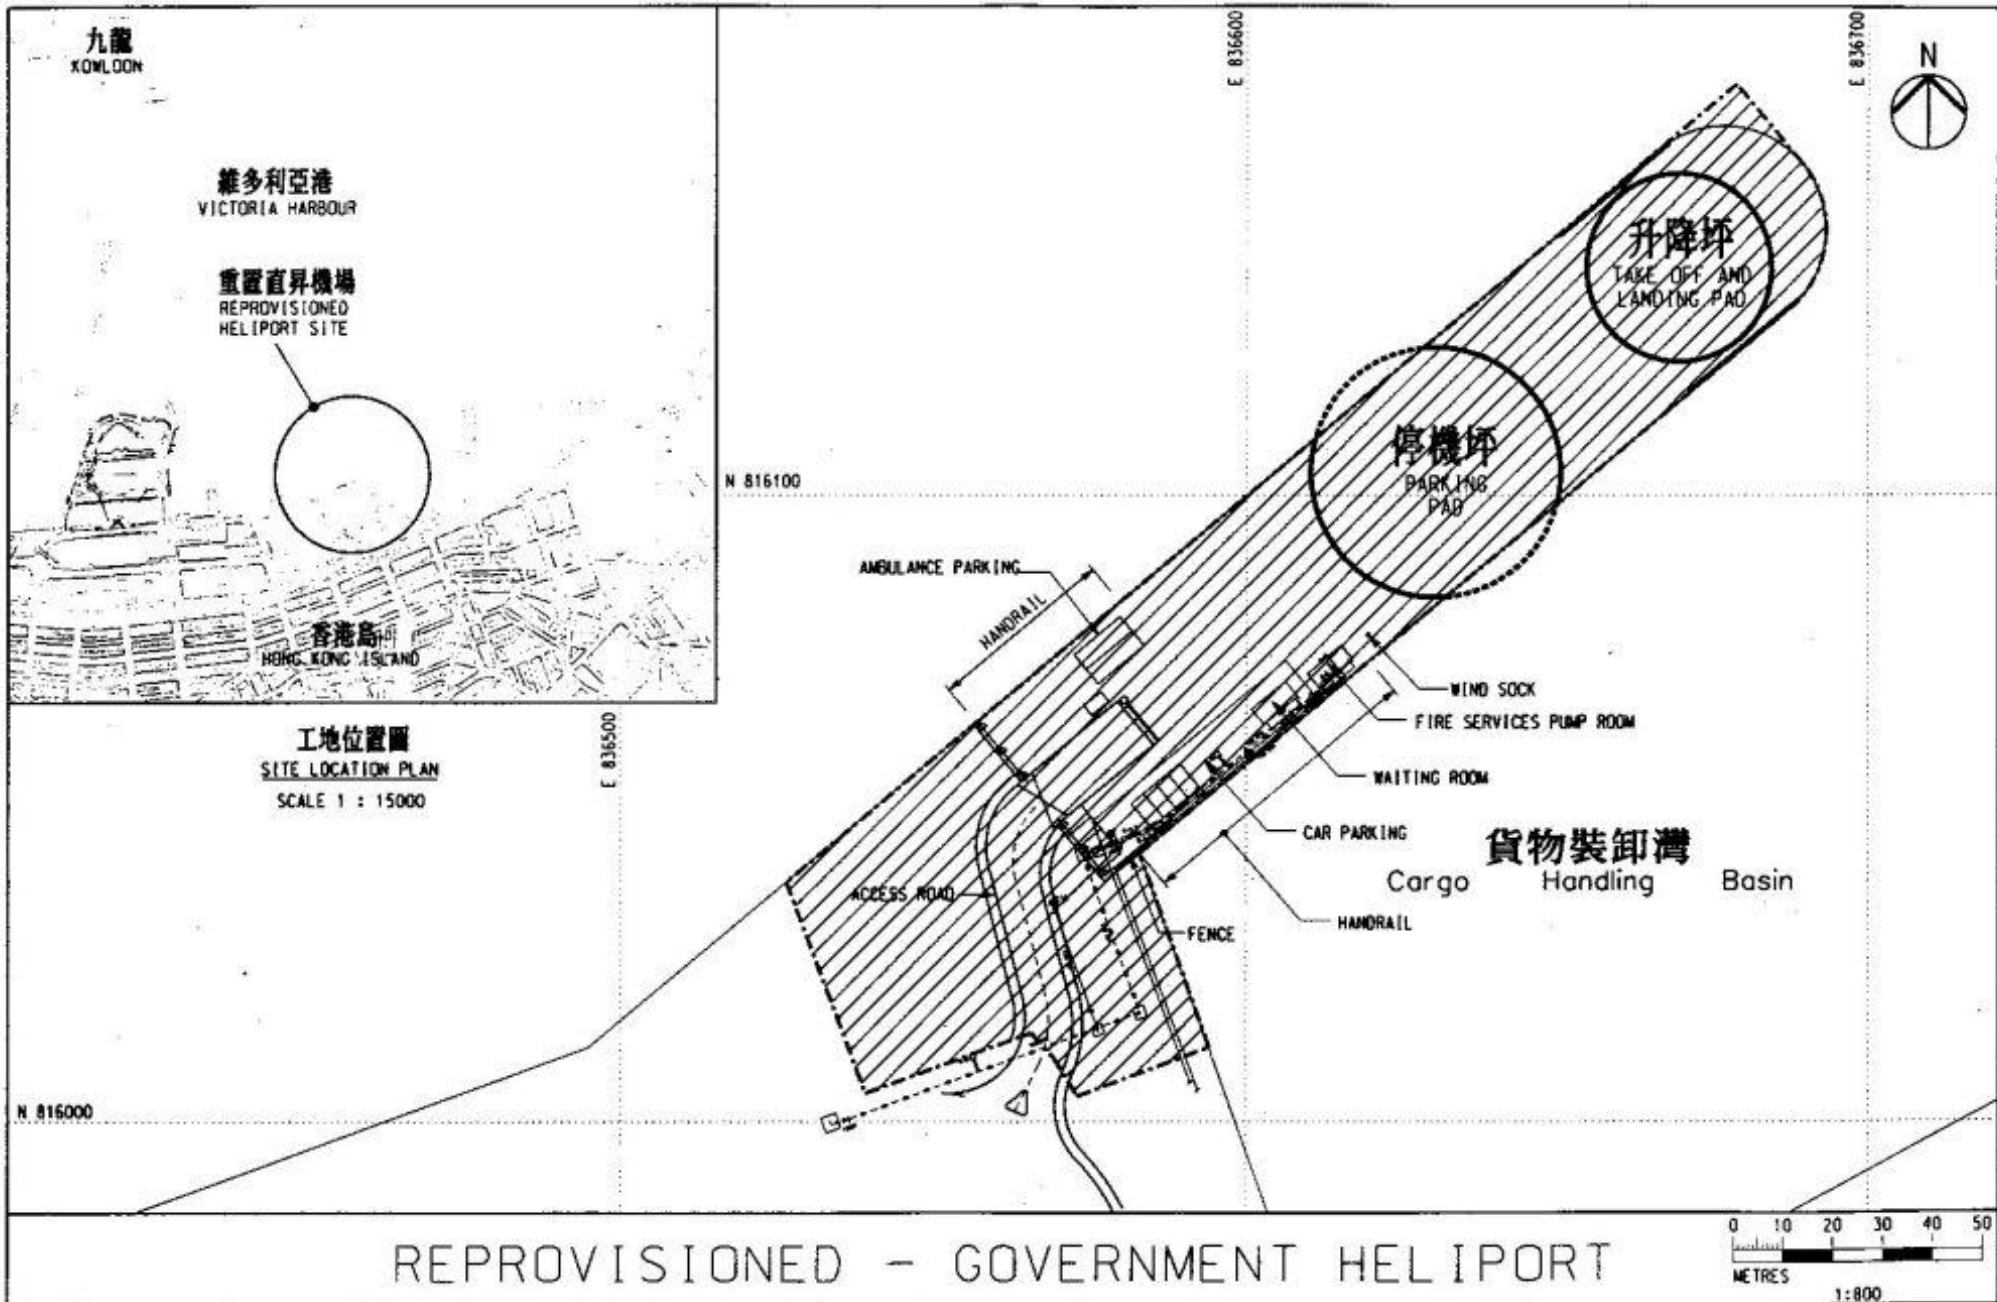 九龍
KOWLOON
維多利亞港
VICTORIA HARBOUR
重置直昇機場
REPROVISIONED
HELIPORT SITE
香港島
HONG KONG ISLAND
工地位置圖
SITE LOCATION PLAN
SCALE 1 : 15000
E 836500
E 836600
E 836700
N
N 816100
N 816000
升降坪
TAKE OFF AND
LANDING PAD
停機坪
PARKING
PAD
AMBULANCE PARKING
HANDRAIL
WIND SOCK
FIRE SERVICES PUMP ROOM
WAITING ROOM
CAR PARKING
HANDRAIL
FENCE
ACCESS ROAD
貨物裝卸灣
Cargo Handling Basin
REPROVISIONED - GOVERNMENT HELIPORT
0 10 20 30 40 50
METRES
1:800